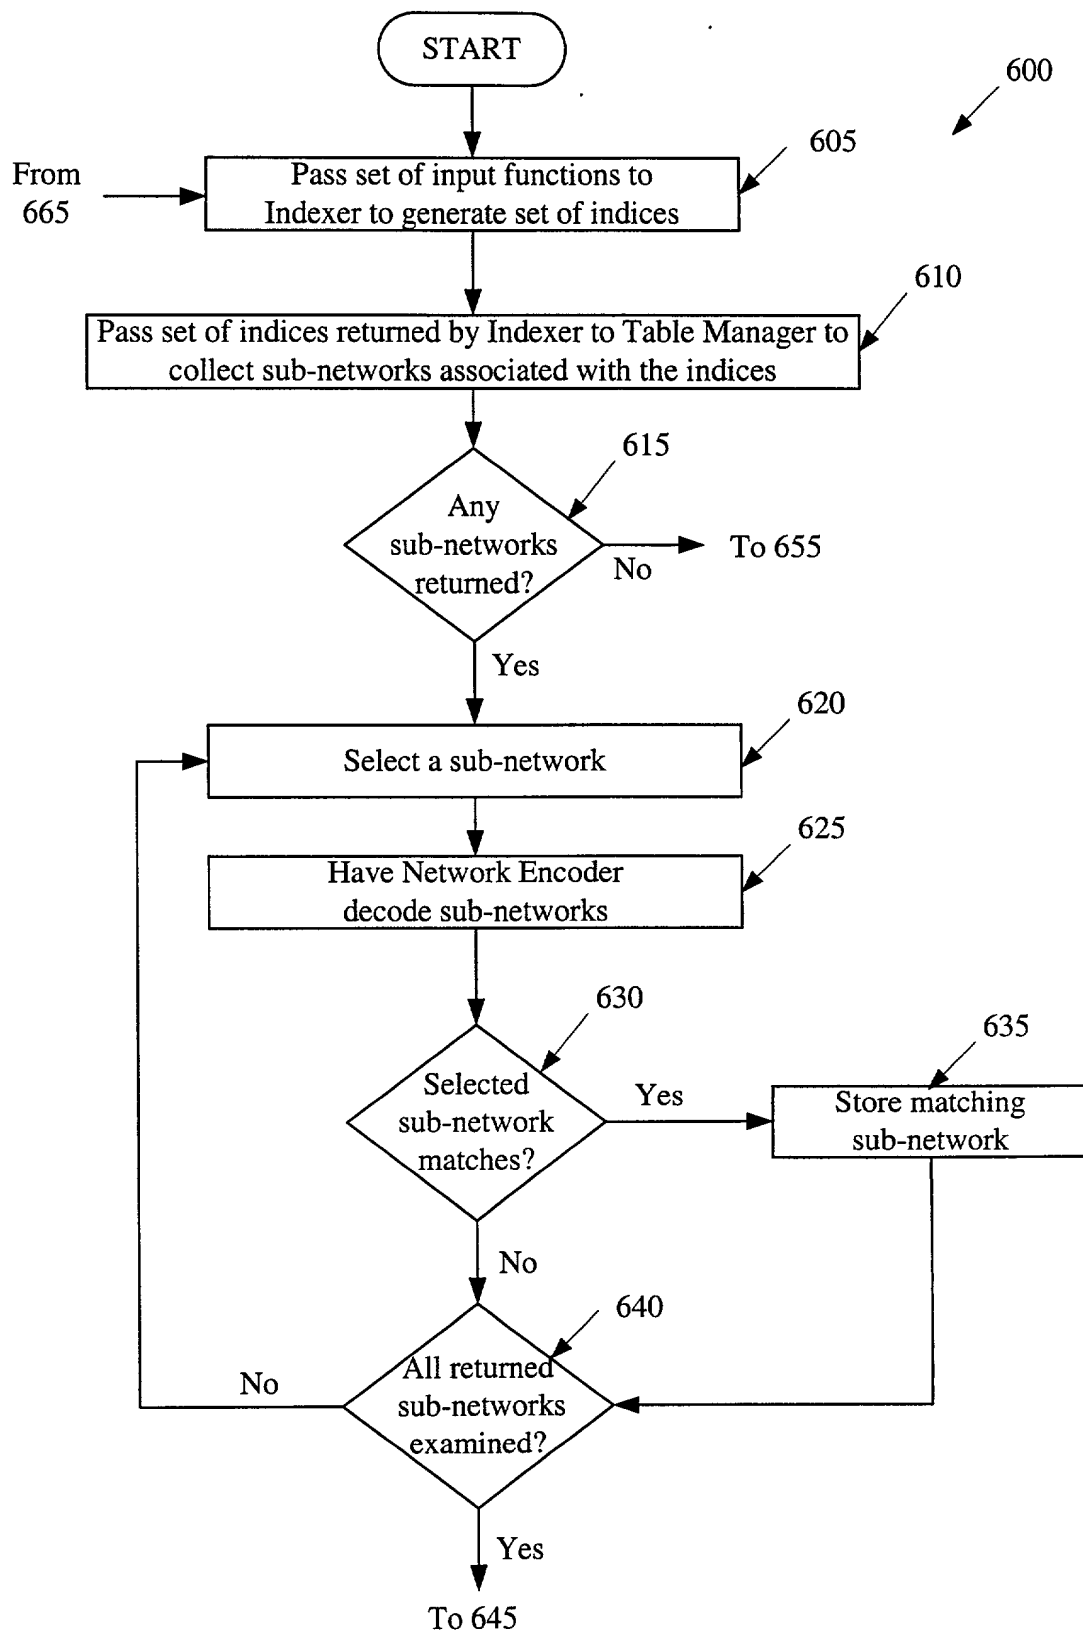 START
600
605
From
665
Pass set of input functions to
Indexer to generate set of indices
610
Pass set of indices returned by Indexer to Table Manager to
collect sub-networks associated with the indices
615
Any
sub-networks
returned?
No
To 655
Yes
620
Select a sub-network
625
Have Network Encoder
decode sub-networks
630
635
Selected
sub-network
matches?
Yes
Store matching
sub-network
No
640
All returned
sub-networks
examined?
No
Yes
To 645